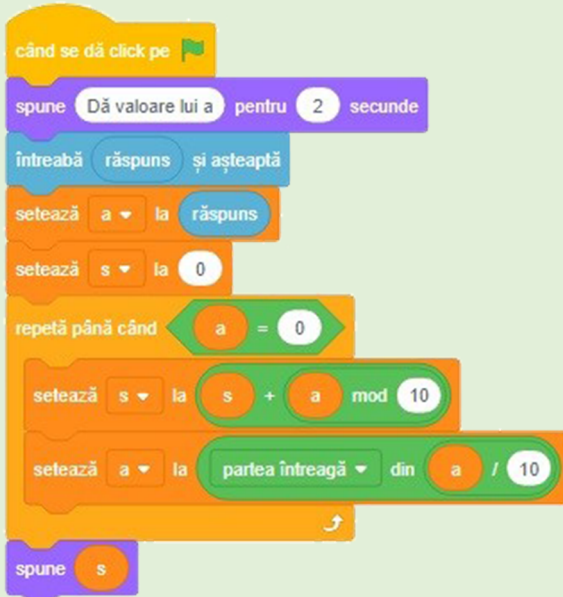 când se dă click pe
spune Dă valoare lui a pentru 2 secunde
întreabă răspuns și așteaptă
setează a la răspuns
setează s la 0
repetă până când a = 0
setează s la s + a mod 10
setează a la partea întreagă din a / 10
spune s